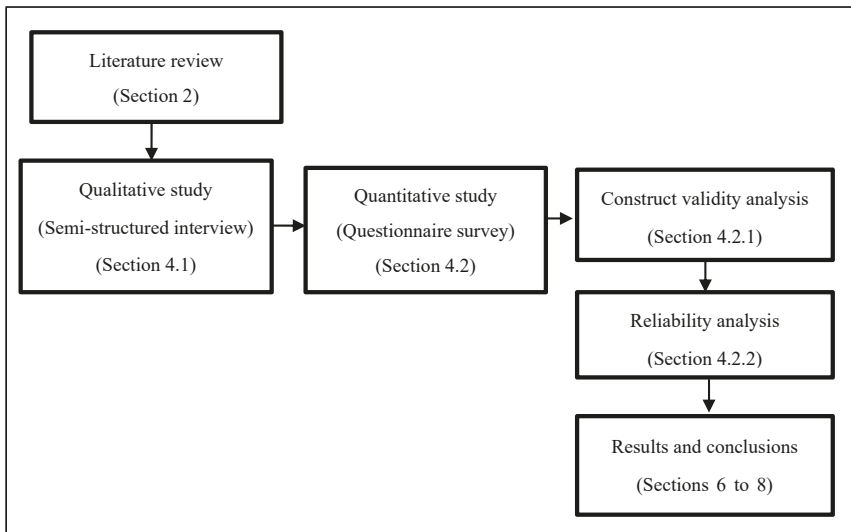 Literature review
(Section 2)
Qualitative study
(Semi-structured interview)
(Section 4.1)
Quantitative study
(Questionnaire survey)
(Section 4.2)
Construct validity analysis
(Section 4.2.1)
Reliability analysis
(Section 4.2.2)
Results and conclusions
(Sections 6 to 8)